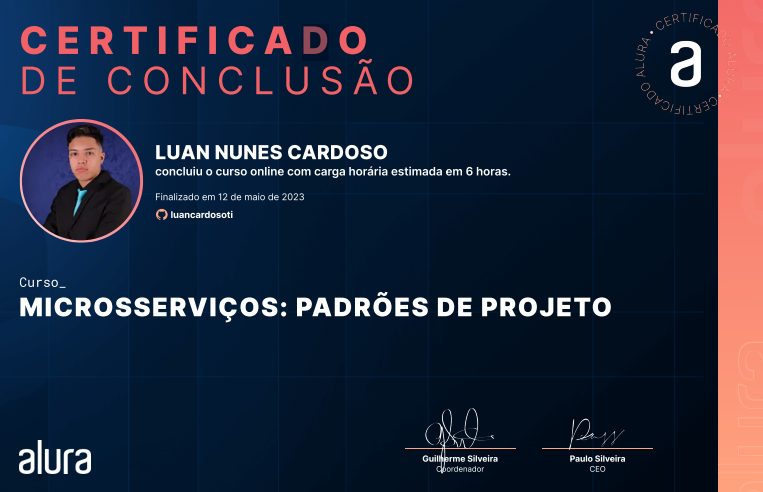 CERTIFICADO
DE CONCLUSÃO
ALURA • CERTIFICADO ALURA • CERTIFICADO
a
LUAN NUNES CARDOSO
concluiu o curso online com carga horária estimada em 6 horas.
Finalizado em 12 de maio de 2023
luancardosoti
Curso_
MICROSSERVIÇOS: PADRÕES DE PROJETO
alura
Guilherme Silveira
Coordenador
Paulo Silveira
CEO
alura